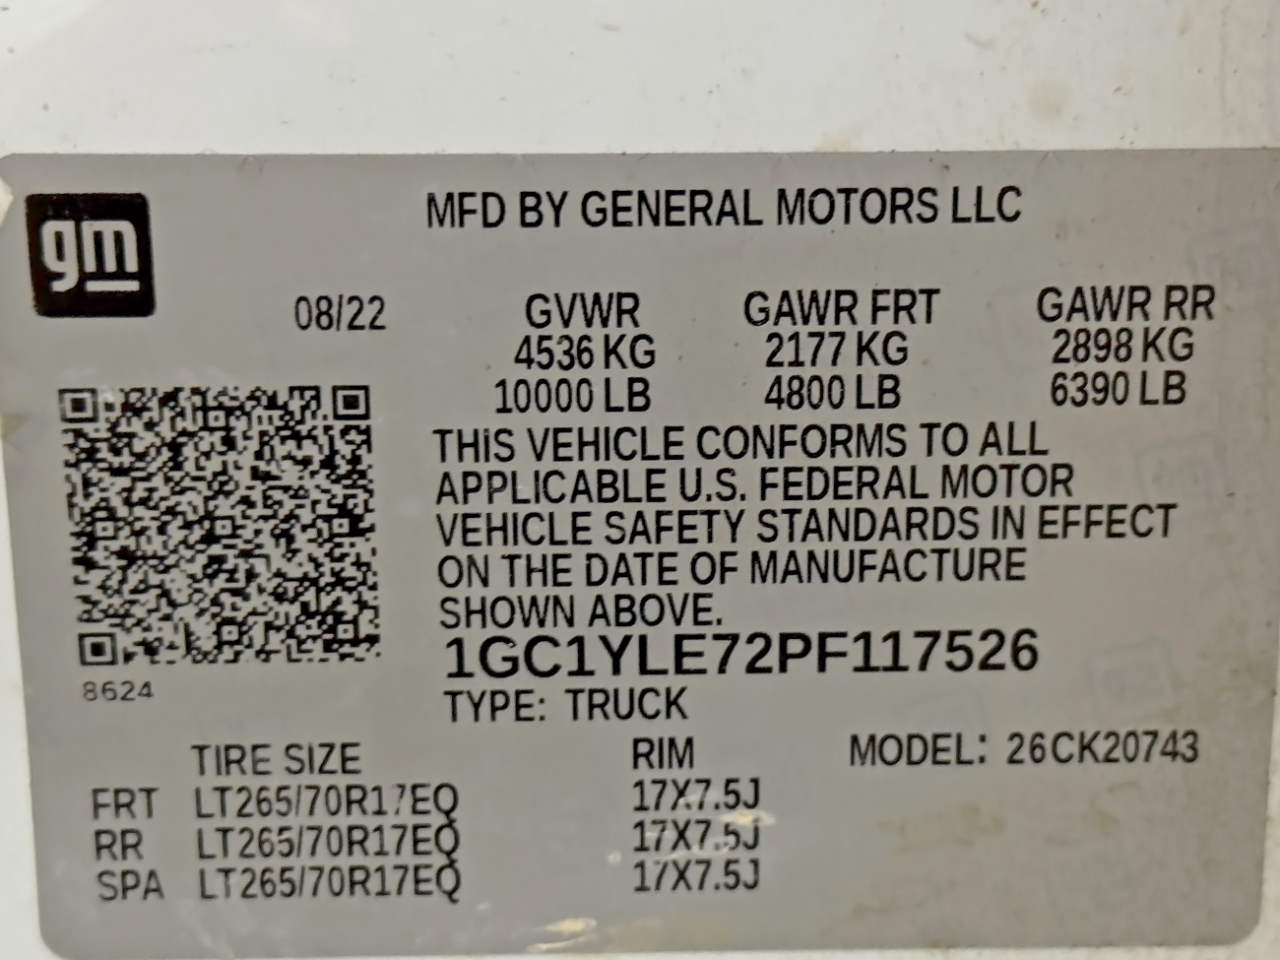 gm
MFD BY GENERAL MOTORS LLC
08/22 GVWR GAWR FRT GAWR RR
4536 KG 2177 KG 2898 KG
10000 LB 4800 LB 6390 LB
THIS VEHICLE CONFORMS TO ALL
APPLICABLE U.S. FEDERAL MOTOR
VEHICLE SAFETY STANDARDS IN EFFECT
ON THE DATE OF MANUFACTURE
SHOWN ABOVE.
1GC1YLE72PF117526
8624
TYPE: TRUCK
TIRE SIZE RIM MODEL: 26CK20743
FRT LT265/70R17EQ 17X7.5J
RR LT265/70R17EQ 17X7.5J
SPA LT265/70R17EQ 17X7.5J